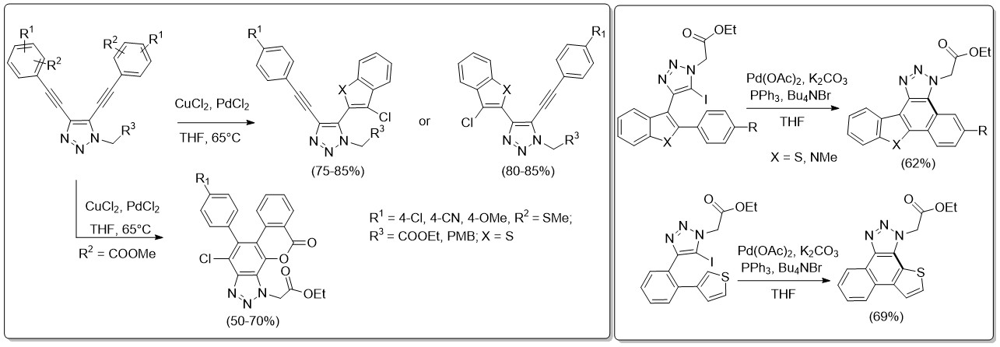 R¹ R² R¹ R²
R³
N N N
CuCl₂, PdCl₂
THF, 65°C
R¹
X
Cl
R³
N N N
(75-85%)
or
R₁
X
Cl
R³
N N N
(80-85%)
CuCl₂, PdCl₂
THF, 65°C
R² = COOMe
R₁
Cl
O O
N N N
O
OEt
(50-70%)
R¹ = 4-Cl, 4-CN, 4-OMe, R² = SMe;
R³ = COOEt, PMB; X = S
O OEt
N N N
I
X
R
Pd(OAc)₂, K₂CO₃
PPh₃, Bu₄NBr
THF
X = S, NMe
O OEt
N N N
X
R
(62%)
O OEt
N N N
I
S
Pd(OAc)₂, K₂CO₃
PPh₃, Bu₄NBr
THF
O OEt
N N N
S
(69%)